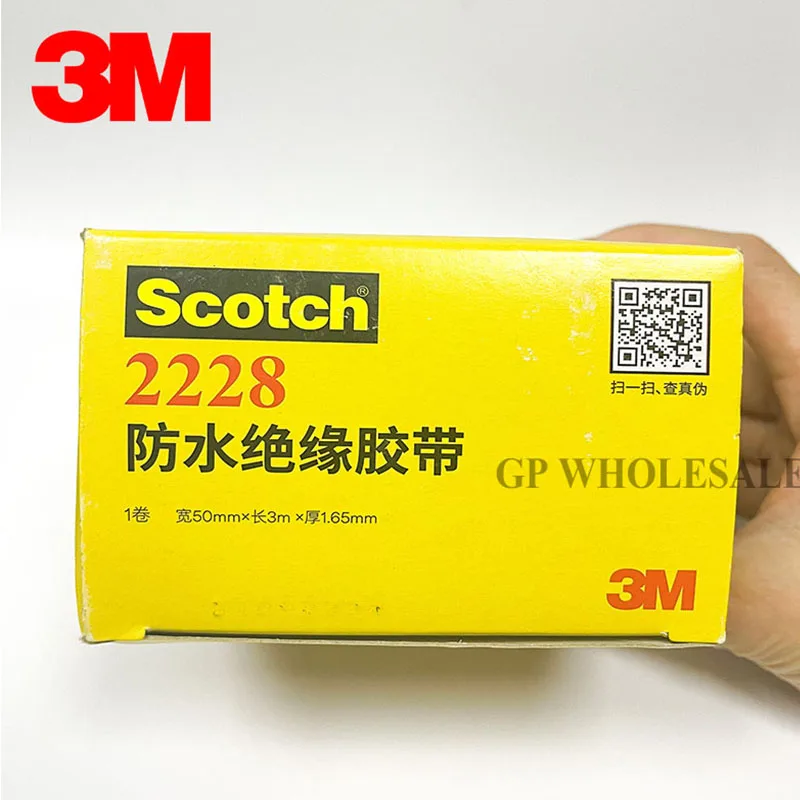 3M
Scotch®
2228
防水绝缘胶带
1卷 宽50mm×长3m×厚1.65mm
扫一扫、查真伪
GP WHOLESALE
3M